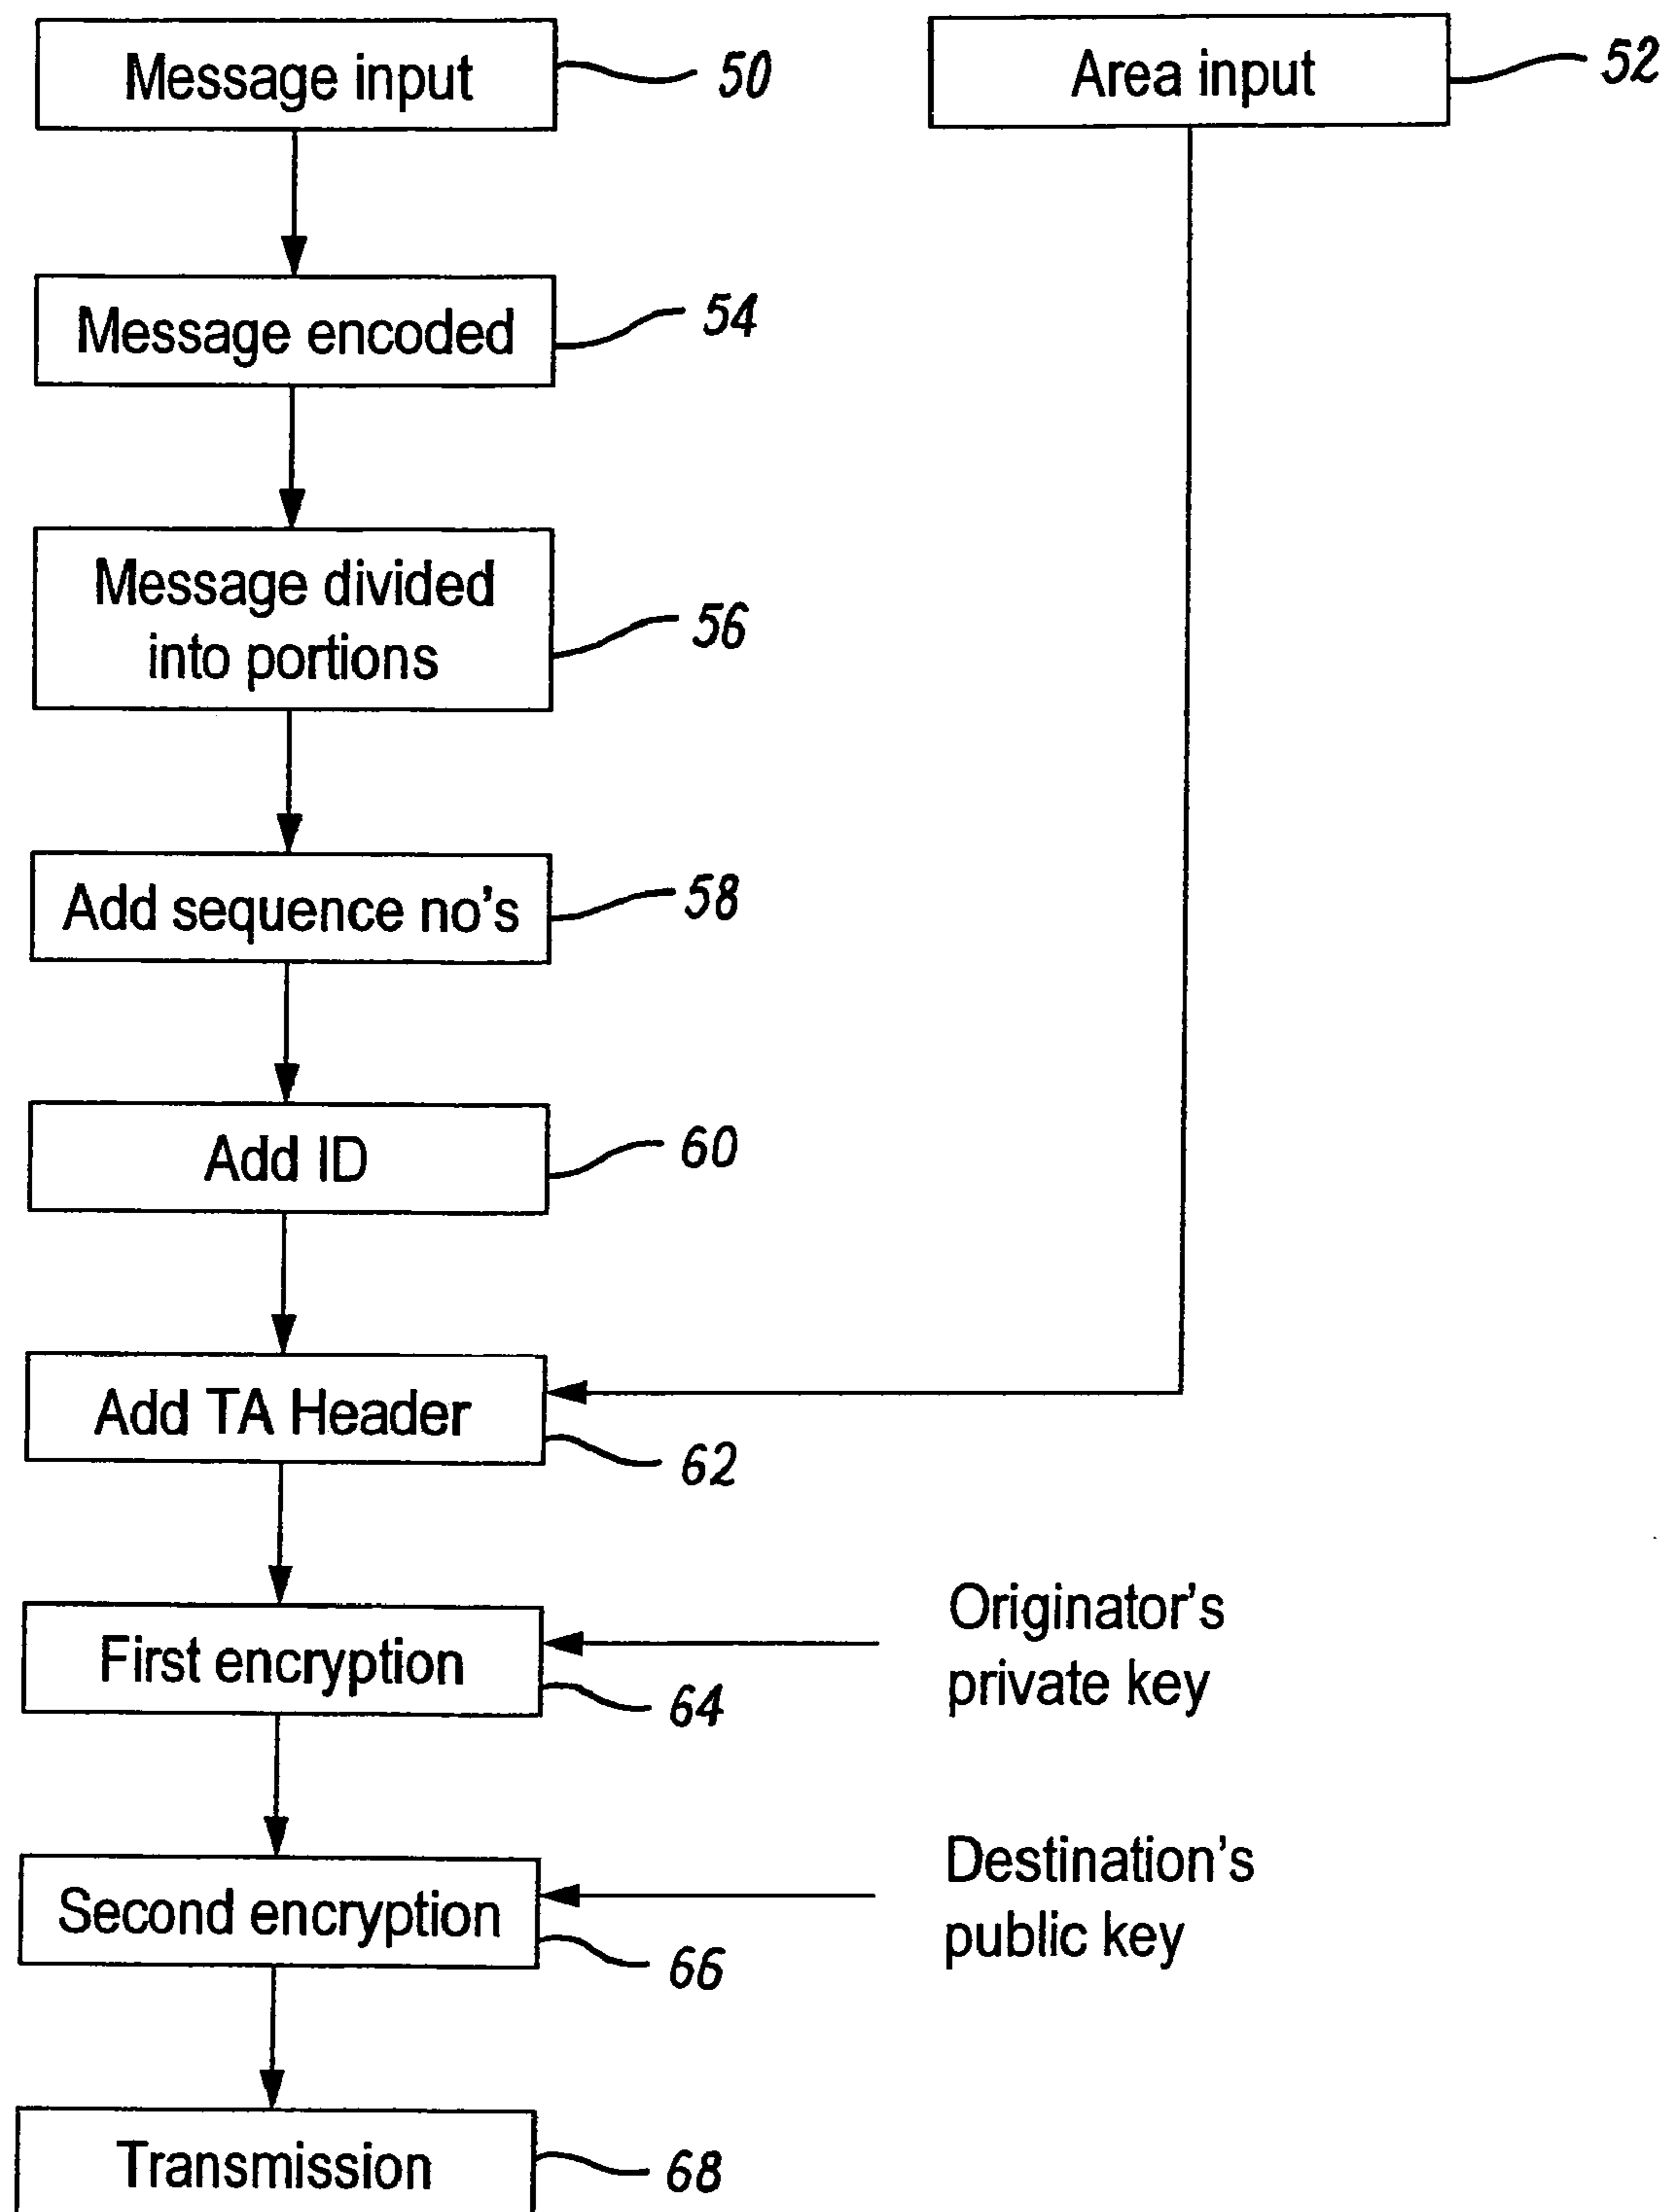 Message input
50
Area input
52
Message encoded
54
Message divided
into portions
56
Add sequence no's
58
Add ID
60
Add TA Header
62
First encryption
64
Originator's
private key
Second encryption
66
Destination's
public key
Transmission
68